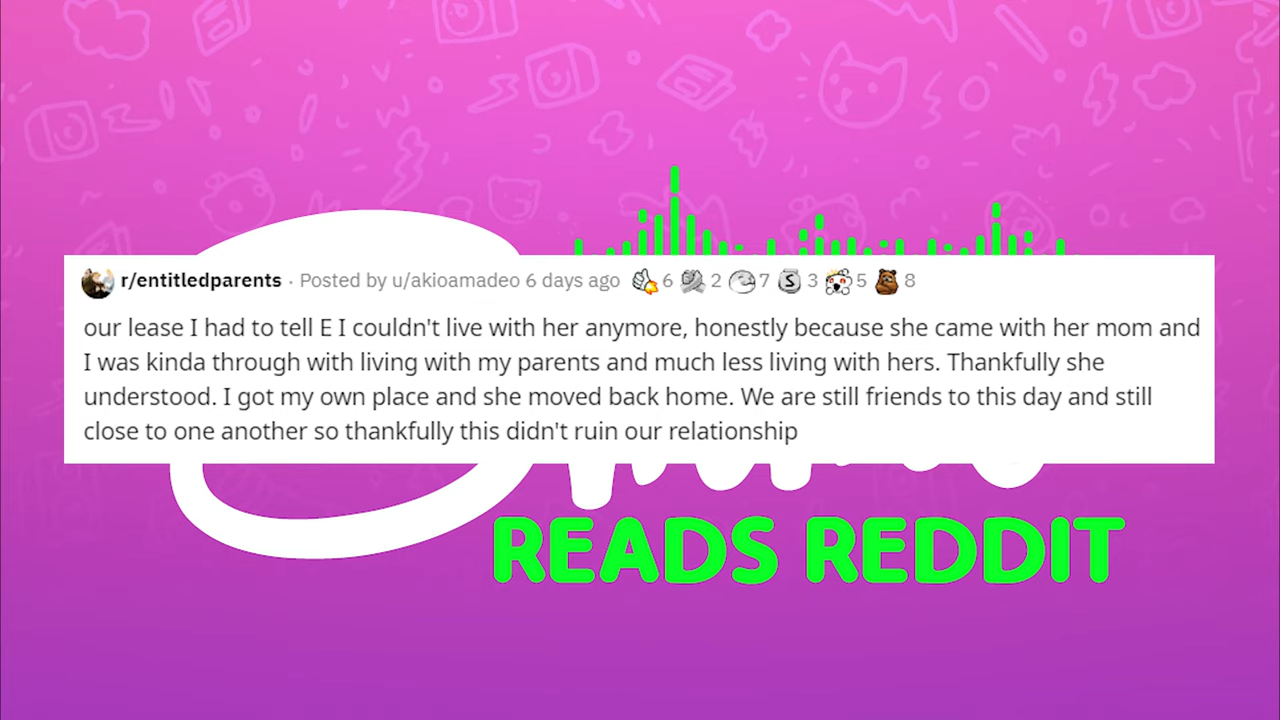 r/entitledparents · Posted by u/akioamadeo 6 days ago 6 2 7 S 3 5 8
our lease I had to tell E I couldn't live with her anymore, honestly because she came with her mom and
I was kinda through with living with my parents and much less living with hers. Thankfully she
understood. I got my own place and she moved back home. We are still friends to this day and still
close to one another so thankfully this didn't ruin our relationship
READS REDDIT